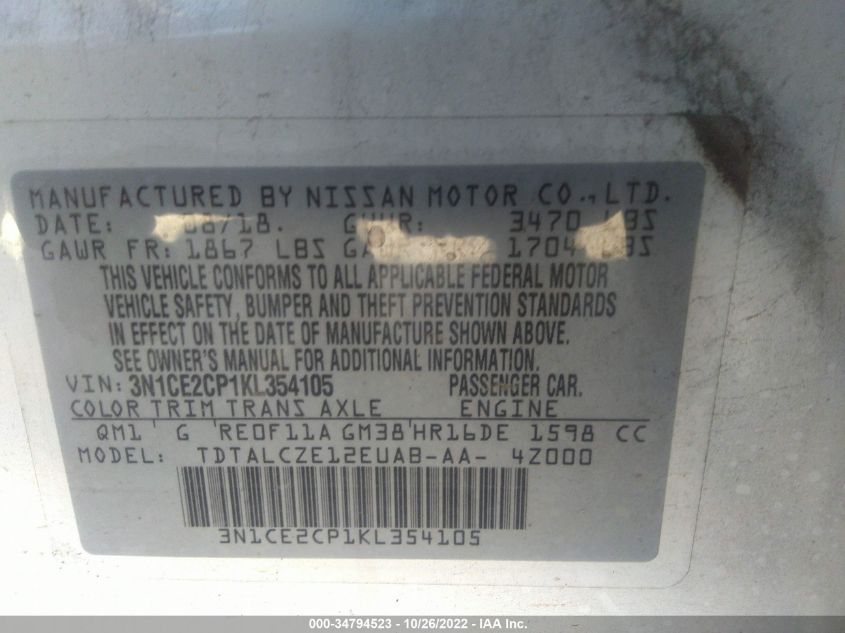 MANUFACTURED BY NISSAN MOTOR CO., LTD.
DATE: 08/18. GVWR: 3470 LBS
GAWR FR: 1867 LBS 1704 LBS
THIS VEHICLE CONFORMS TO ALL APPLICABLE FEDERAL MOTOR
VEHICLE SAFETY, BUMPER AND THEFT PREVENTION STANDARDS
IN EFFECT ON THE DATE OF MANUFACTURE SHOWN ABOVE.
SEE OWNER'S MANUAL FOR ADDITIONAL INFORMATION.
VIN: 3N1CE2CP1KL354105 PASSENGER CAR.
COLOR TRIM TRANS AXLE ENGINE
QM1 G RE0F11A GM38 HR16DE 1598 CC
MODEL: TDTALCZE12EUAB-AA- 4Z000
3N1CE2CP1KL354105
000-34794523 - 10/26/2022 - IAA Inc.